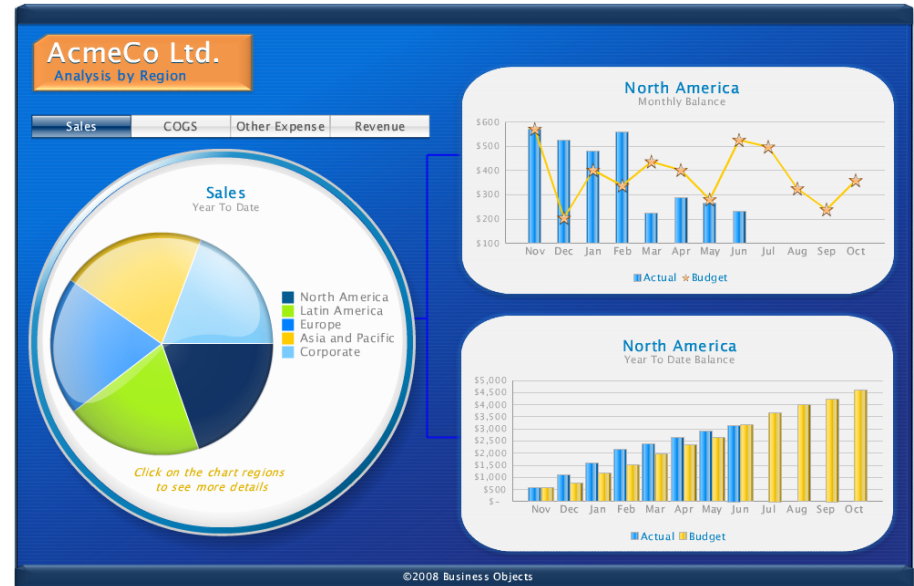 AcmeCo Ltd.
Analysis by Region
Sales
COGS
Other Expense
Revenue
Sales
Year To Date
North America
Latin America
Europe
Asia and Pacific
Corporate
Click on the chart regions
to see more details
North America
Monthly Balance
$600
$500
$400
$300
$200
$100
Nov Dec Jan Feb Mar Apr May Jun Jul Aug Sep Oct
Actual Budget
North America
Year To Date Balance
$5,000
$4,500
$4,000
$3,500
$3,000
$2,500
$2,000
$1,500
$1,000
$500
$-
Nov Dec Jan Feb Mar Apr May Jun Jul Aug Sep Oct
Actual Budget
©2008 Business Objects